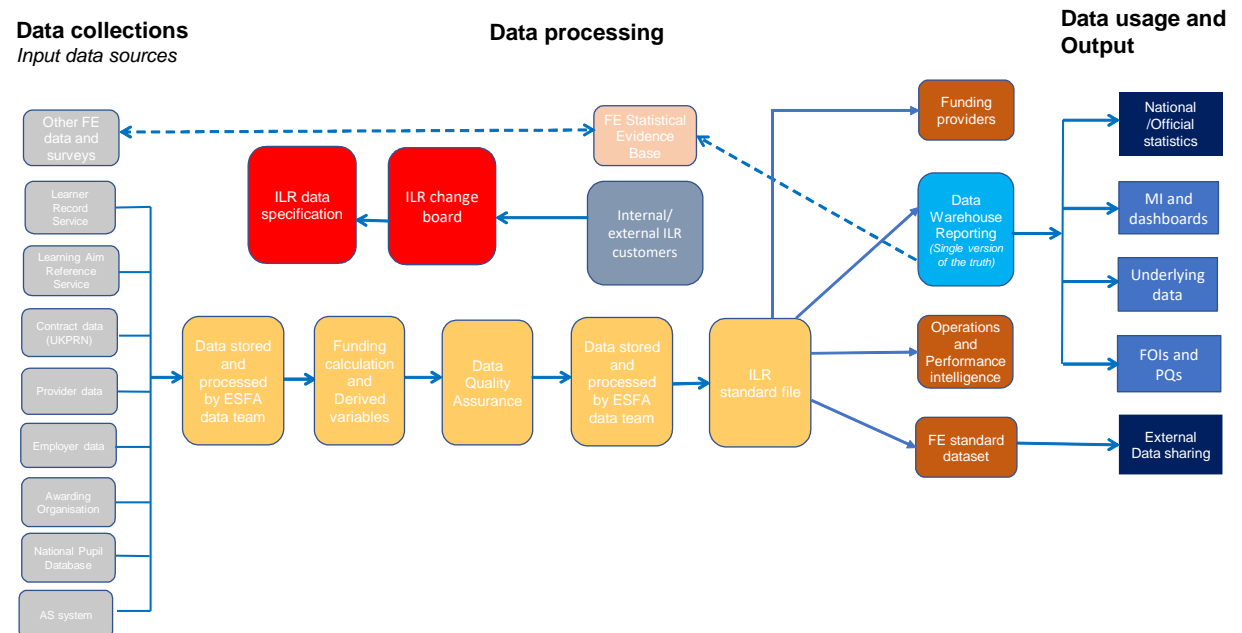 Data collections
Input data sources
Data processing
Data usage and
Output
Other FE
data and
surveys
Learner
Record
Service
Learning Aim
Reference
Service
Contract data
(UKPRN)
Provider data
Employer data
Awarding
Organisation
National Pupil
Database
AS system
FE Statistical
Evidence
Base
ILR data
specification
ILR change
board
Internal/
external ILR
customers
Data stored
and
processed
by ESFA
data team
Funding
calculation
and
Derived
variables
Data
Quality
Assurance
Data stored
and
processed
by ESFA
data team
ILR
standard file
Funding
providers
Data
Warehouse
Reporting
(Single version
of the truth)
Operations
and
Performance
intelligence
FE standard
dataset
National
/Official
statistics
MI and
dashboards
Underlying
data
FOIs and
PQs
External
Data sharing